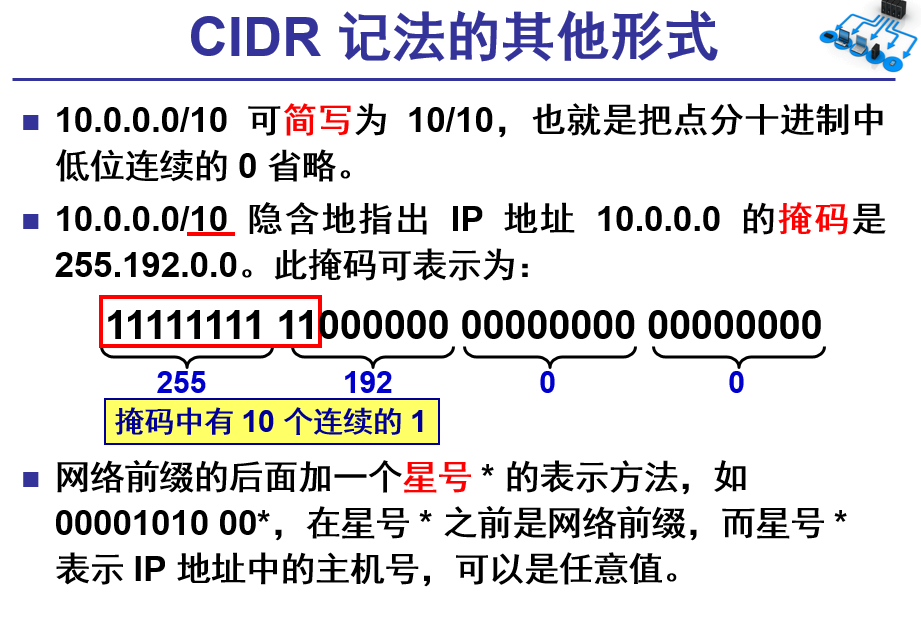 CIDR 记法的其他形式
10.0.0.0/10 可简写为 10/10，也就是把点分十进制中
低位连续的 0 省略。
10.0.0.0/10 隐含地指出 IP 地址 10.0.0.0 的掩码是
255.192.0.0。此掩码可表示为：
11111111 11000000 00000000 00000000
255 192 0 0
掩码中有 10 个连续的 1
网络前缀的后面加一个星号 * 的表示方法，如
00001010 00*，在星号 * 之前是网络前缀，而星号 *
表示 IP 地址中的主机号，可以是任意值。